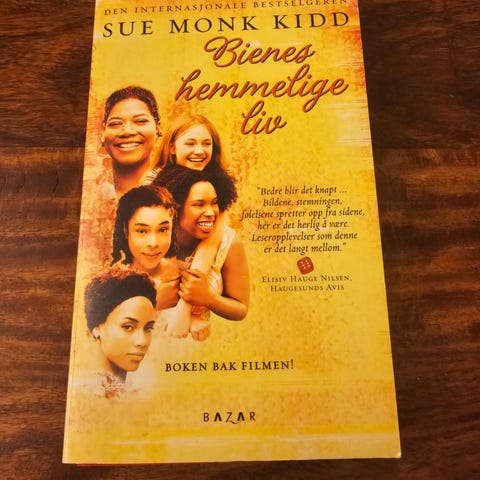 DEN INTERNASJONALE BESTSELGEREN
SUE MONK KIDD
Bienes
hemmelige
liv
"Bedre blir det knapt ...
Bildene, stemningen,
følelsene spretter opp fra sidene,
her er det herlig å være.
Leseropplevelser som denne
er det langt mellom."
ELISIV HAUGE NILSEN,
HAUGESUNDS AVIS
BOKEN BAK FILMEN!
BAZAR